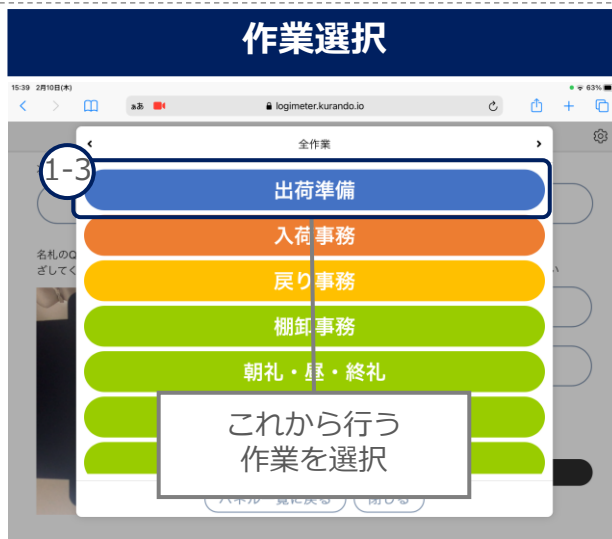 作業選択
15:39 2月10日(木)
63%
ぁあ
logimeter.kurando.io
全作業
1-3
出荷準備
入荷事務
戻り事務
棚卸事務
朝礼・昼・終礼
名札のQ
ざしてく
い
これから行う
作業を選択
パネル一覧に戻る
閉じる